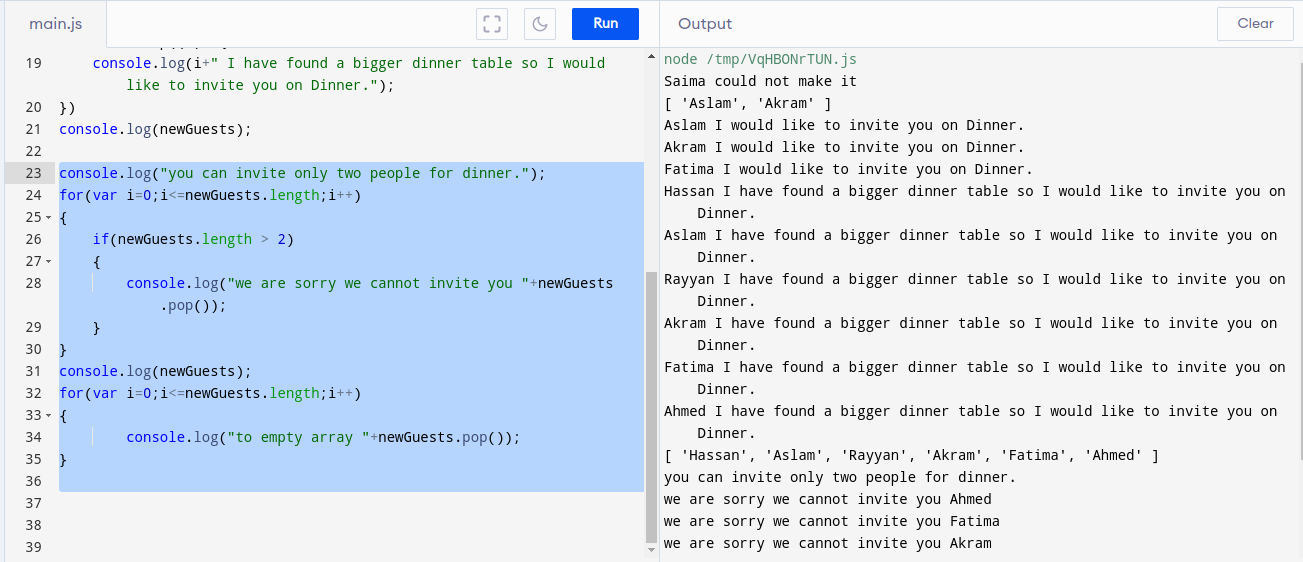 main.js
Run
Output
Clear
19 console.log(i+" I have found a bigger dinner table so I would
like to invite you on Dinner.");
20 })
21 console.log(newGuests);
22
23 console.log("you can invite only two people for dinner.");
24 for(var i=0;i<=newGuests.length;i++)
25 {
26 if(newGuests.length > 2)
27 {
28 console.log("we are sorry we cannot invite you "+newGuests
.pop());
29 }
30 }
31 console.log(newGuests);
32 for(var i=0;i<=newGuests.length;i++)
33 {
34 console.log("to empty array "+newGuests.pop());
35 }
36
37
38
39
node /tmp/VqHBONrTUN.js
Saima could not make it
[ 'Aslam', 'Akram' ]
Aslam I would like to invite you on Dinner.
Akram I would like to invite you on Dinner.
Fatima I would like to invite you on Dinner.
Hassan I have found a bigger dinner table so I would like to invite you on
Dinner.
Aslam I have found a bigger dinner table so I would like to invite you on
Dinner.
Rayyan I have found a bigger dinner table so I would like to invite you on
Dinner.
Akram I have found a bigger dinner table so I would like to invite you on
Dinner.
Fatima I have found a bigger dinner table so I would like to invite you on
Dinner.
Ahmed I have found a bigger dinner table so I would like to invite you on
Dinner.
[ 'Hassan', 'Aslam', 'Rayyan', 'Akram', 'Fatima', 'Ahmed' ]
you can invite only two people for dinner.
we are sorry we cannot invite you Ahmed
we are sorry we cannot invite you Fatima
we are sorry we cannot invite you Akram